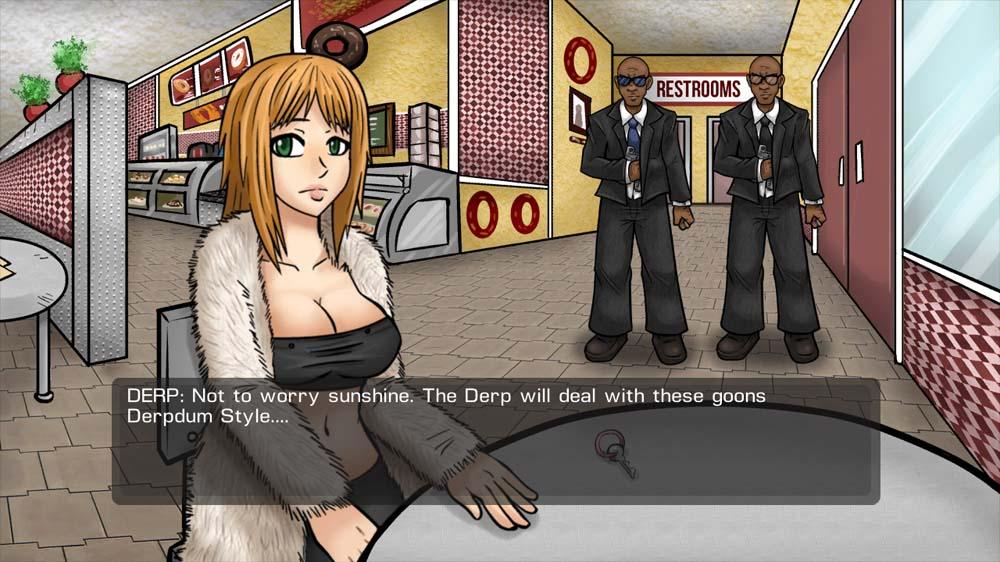 RESTROOMS
DERP: Not to worry sunshine. The Derp will deal with these goons
Derpdum Style....